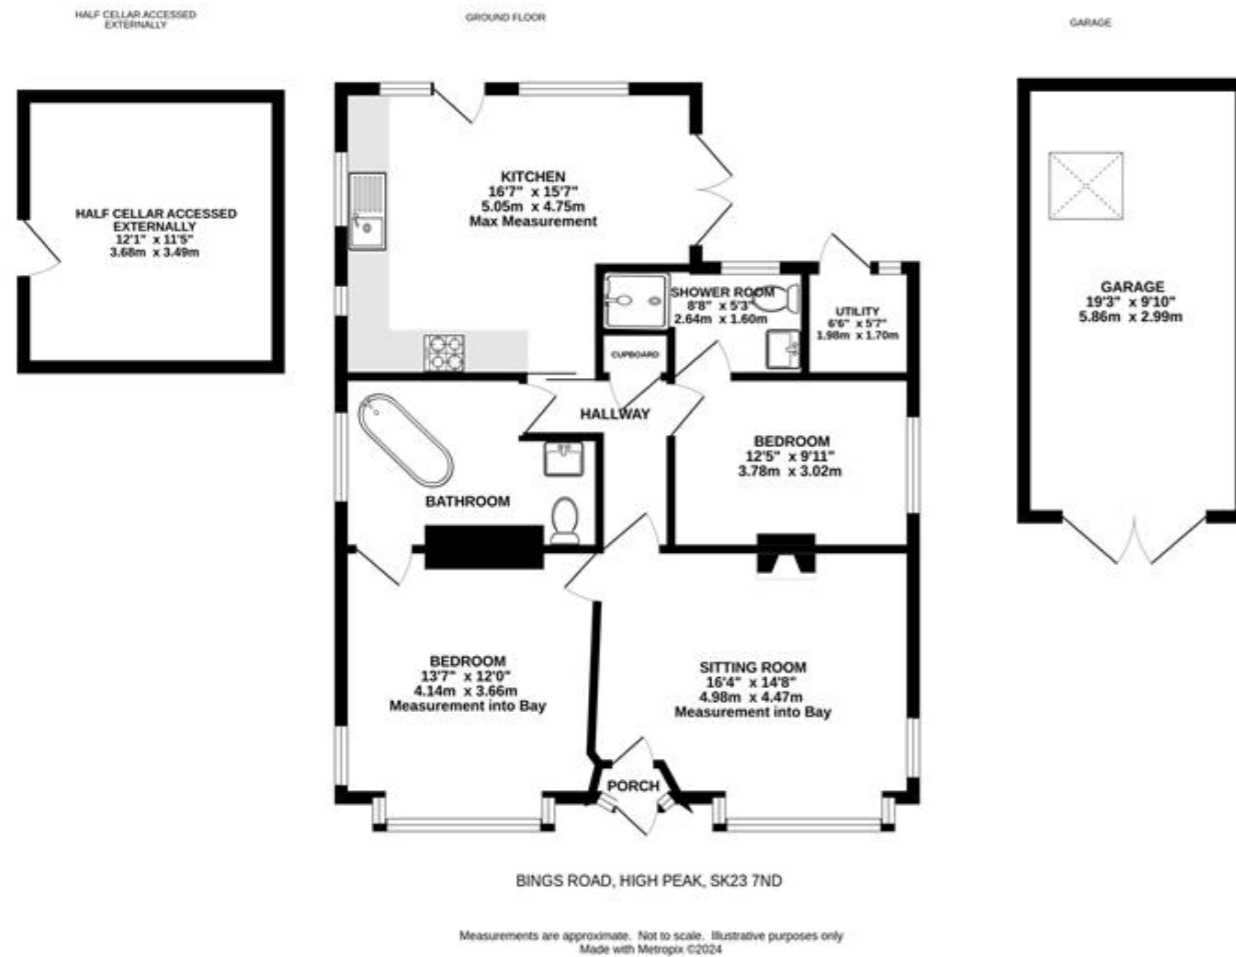 HALF CELLAR ACCESSED
EXTERNALLY
GROUND FLOOR
GARAGE
HALF CELLAR ACCESSED
EXTERNALLY
12'1" x 11'5"
3.68m x 3.49m
KITCHEN
16'7" x 15'7"
5.05m x 4.75m
Max Measurement
SHOWER ROOM
8'8" x 5'3"
2.64m x 1.60m
UTILITY
6'6" x 5'7"
1.98m x 1.70m
CUPBOARD
HALLWAY
BEDROOM
12'5" x 9'11"
3.78m x 3.02m
BATHROOM
BEDROOM
13'7" x 12'0"
4.14m x 3.66m
Measurement into Bay
SITTING ROOM
16'4" x 14'8"
4.98m x 4.47m
Measurement into Bay
PORCH
GARAGE
19'3" x 9'10"
5.86m x 2.99m
BINGS ROAD, HIGH PEAK, SK23 7ND
Measurements are approximate. Not to scale. Illustrative purposes only
Made with Metropix ©2024